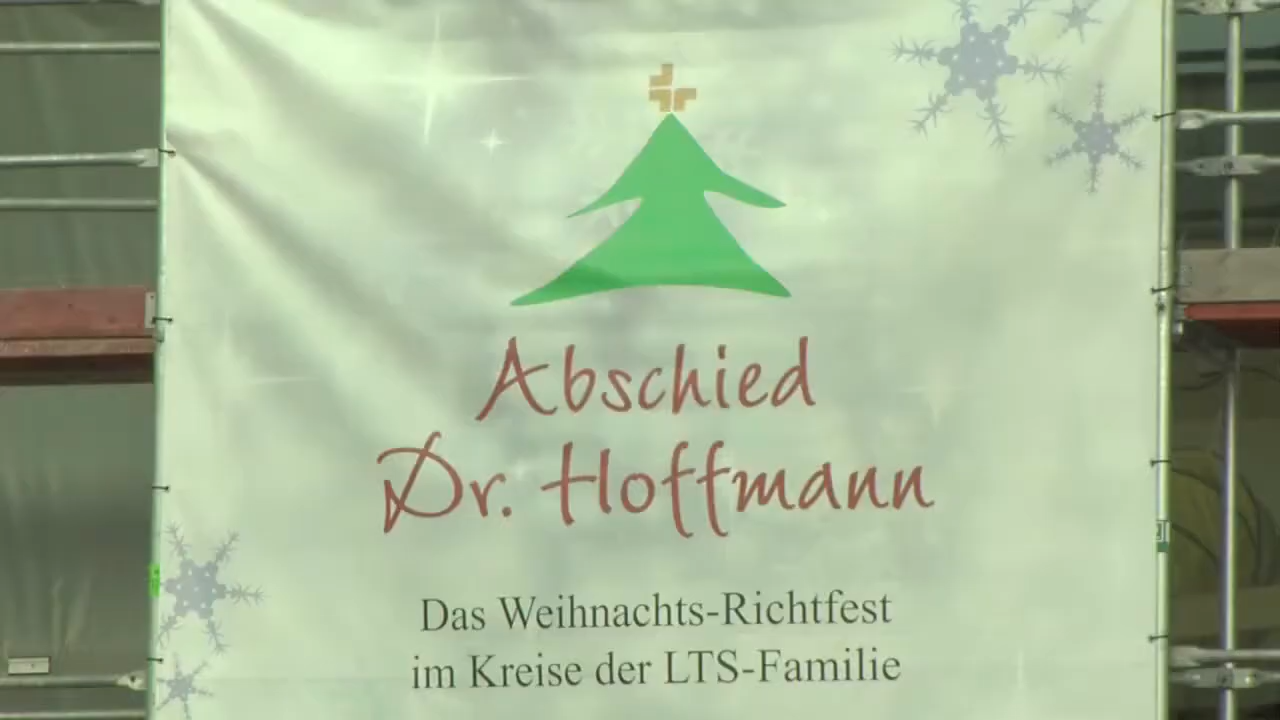 Abschied
Dr. Hoffmann
Das Weihnachts-Richtfest
im Kreise der LTS-Familie